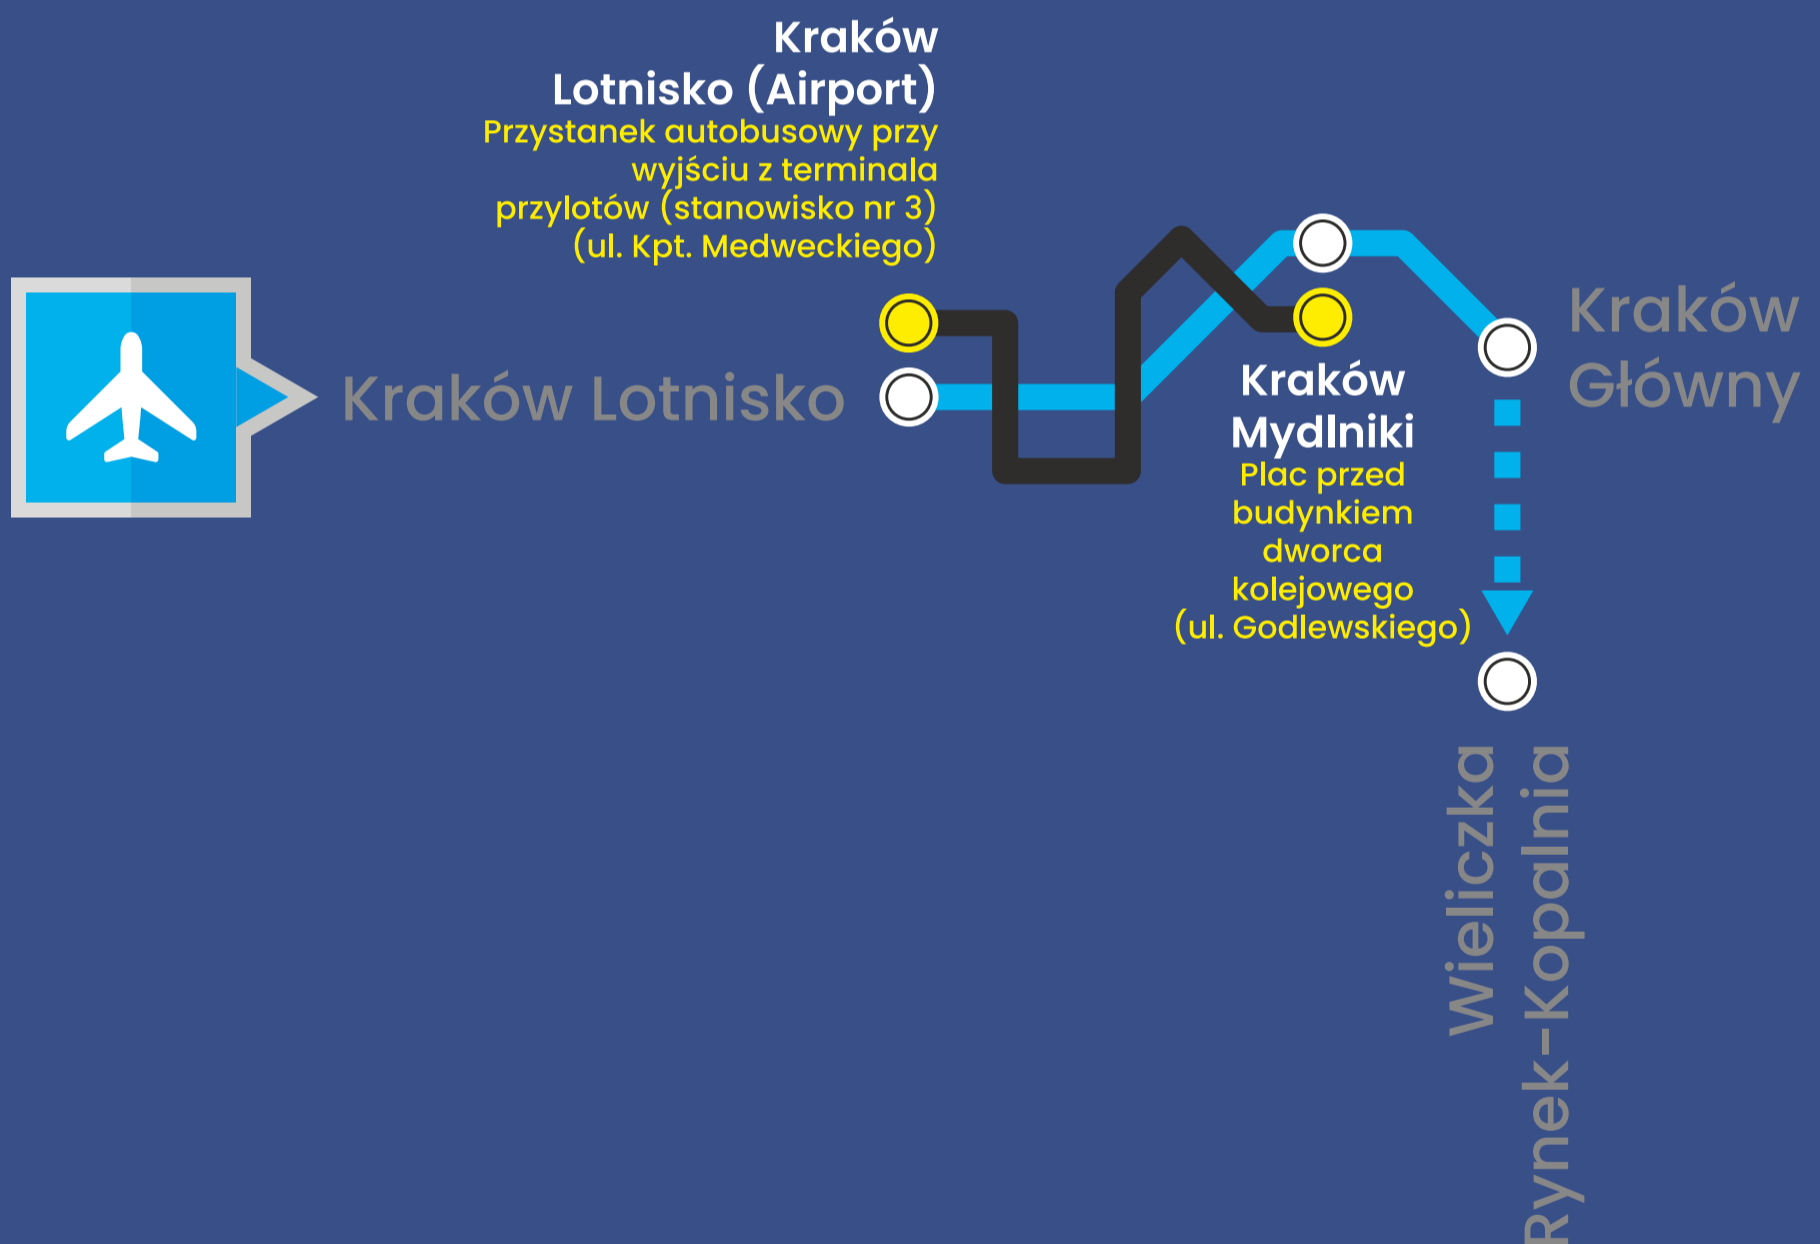 Kraków
Lotnisko (Airport)
Przystanek autobusowy przy
wyjściu z terminala
przylotów (stanowisko nr 3)
(ul. Kpt. Medweckiego)
Kraków Lotnisko
Kraków
Mydlniki
Plac przed
budynkiem
dworca
kolejowego
(ul. Godlewskiego)
Kraków
Główny
Wieliczka
Rynek-Kopalnia